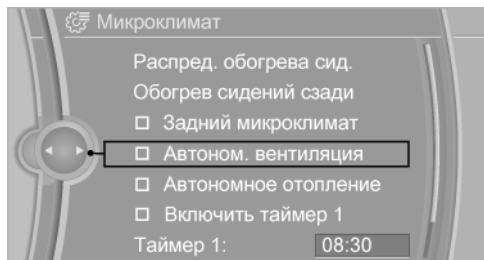 Микроклимат
Распред. обогрева сид.
Обогрев сидений сзади
Задний микроклимат
Автоном. вентиляция
Автономное отопление
Включить таймер 1
Таймер 1: 08:30